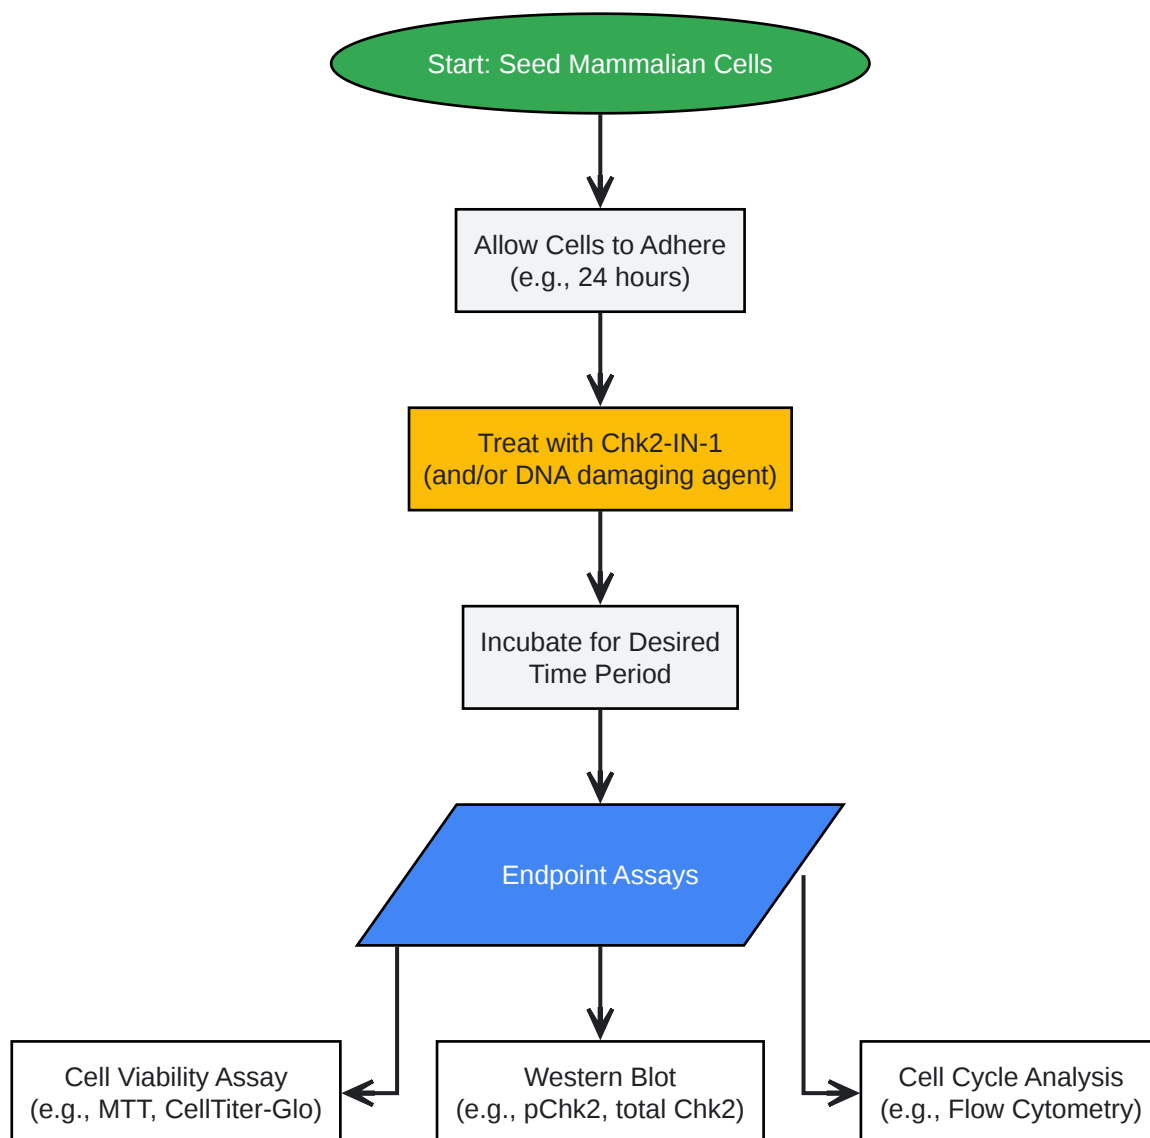 Start: Seed Mammalian Cells
Allow Cells to Adhere
(e.g., 24 hours)
Treat with Chk2-IN-1
(and/or DNA damaging agent)
Incubate for Desired
Time Period
Endpoint Assays
Cell Viability Assay
(e.g., MTT, CellTiter-Glo)
Western Blot
(e.g., pChk2, total Chk2)
Cell Cycle Analysis
(e.g., Flow Cytometry)